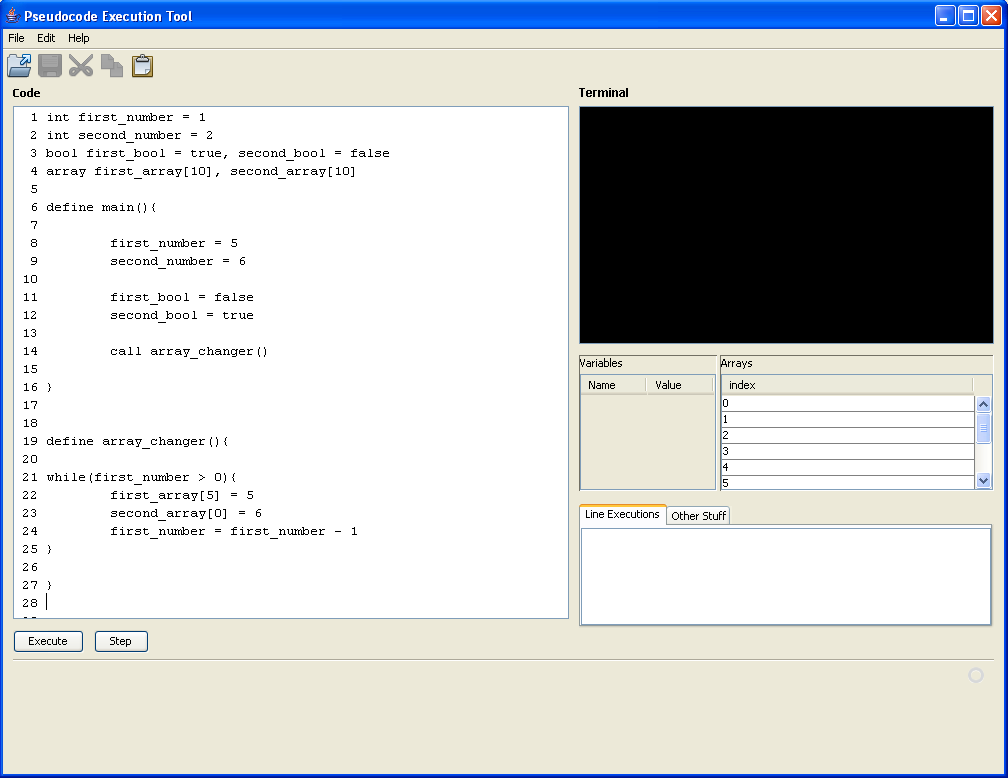 Pseudocode Execution Tool
File Edit Help
Code
1 int first_number = 1
2 int second_number = 2
3 bool first_bool = true, second_bool = false
4 array first_array[10], second_array[10]
5
6 define main(){
7
8 first_number = 5
9 second_number = 6
10
11 first_bool = false
12 second_bool = true
13
14 call array_changer()
15
16 }
17
18
19 define array_changer(){
20
21 while(first_number > 0){
22 first_array[5] = 5
23 second_array[0] = 6
24 first_number = first_number - 1
25 }
26
27 }
28
Execute Step
Terminal
Variables
Name Value
Arrays
index
0
1
2
3
4
5
Line Executions Other Stuff